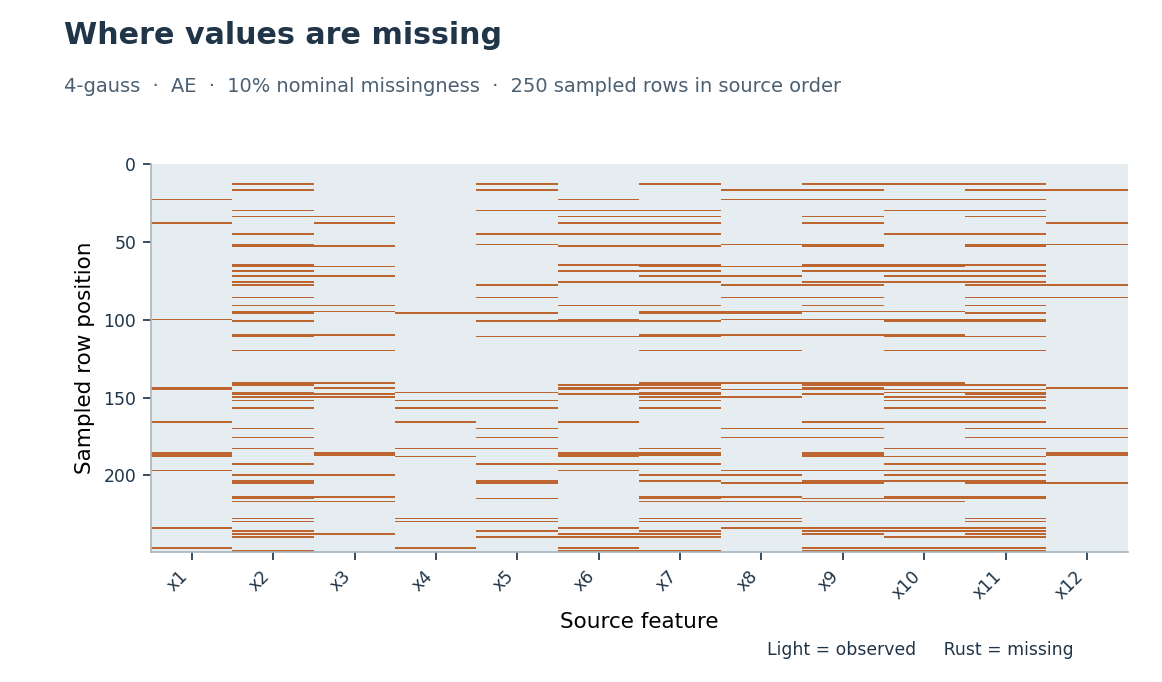 Where values are missing
4-gauss · AE · 10% nominal missingness · 250 sampled rows in source order
0
50
100
150
200
Sampled row position
x1 x2 x3 x4 x5 x6 x7 x8 x9 x10 x11 x12
Source feature
Light = observed Rust = missing